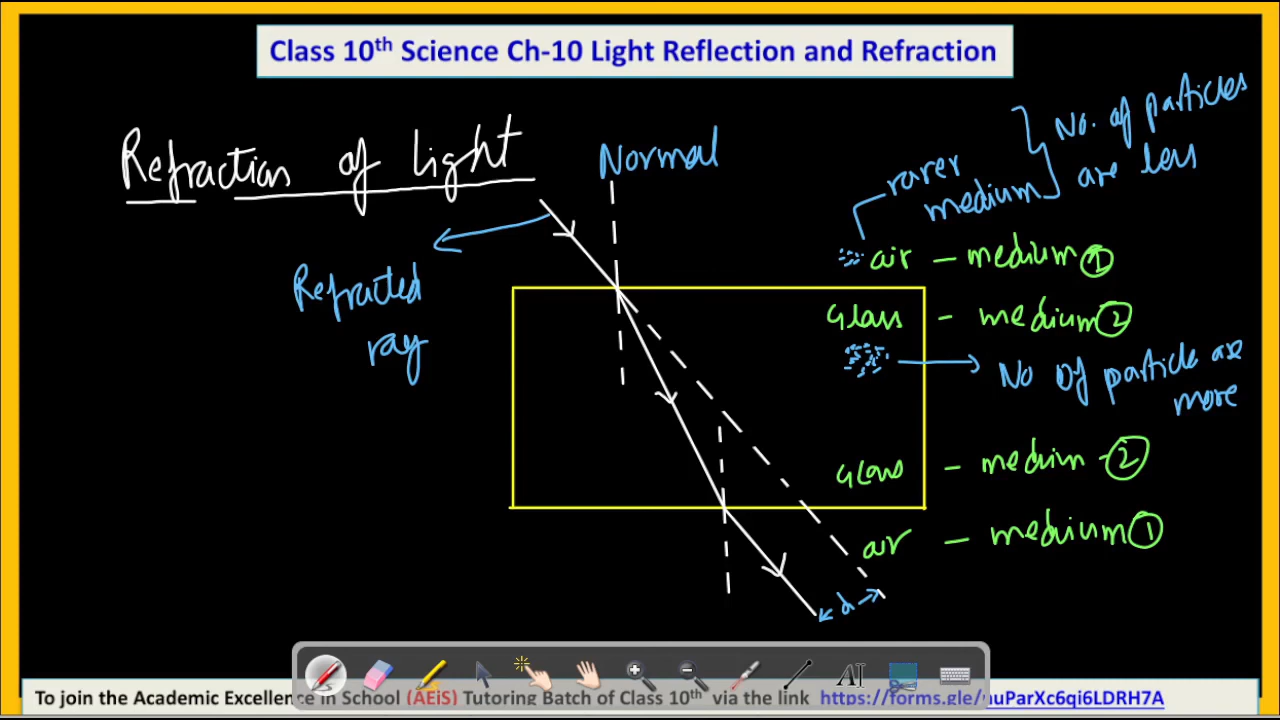 Class 10th Science Ch-10 Light Reflection and Refraction
Refraction of light
Normal
rarer
medium
No. of particles
are less
air - medium ①
Refracted
ray
Glass - medium ②
No Of particle are
more
Glass - medium - ②
air - medium ①
d
AI
To join the Academic Excellence in School (AEiS) Tutoring Batch of Class 10th via the link https://forms.gle/nuParXc6qi6LDRH7A